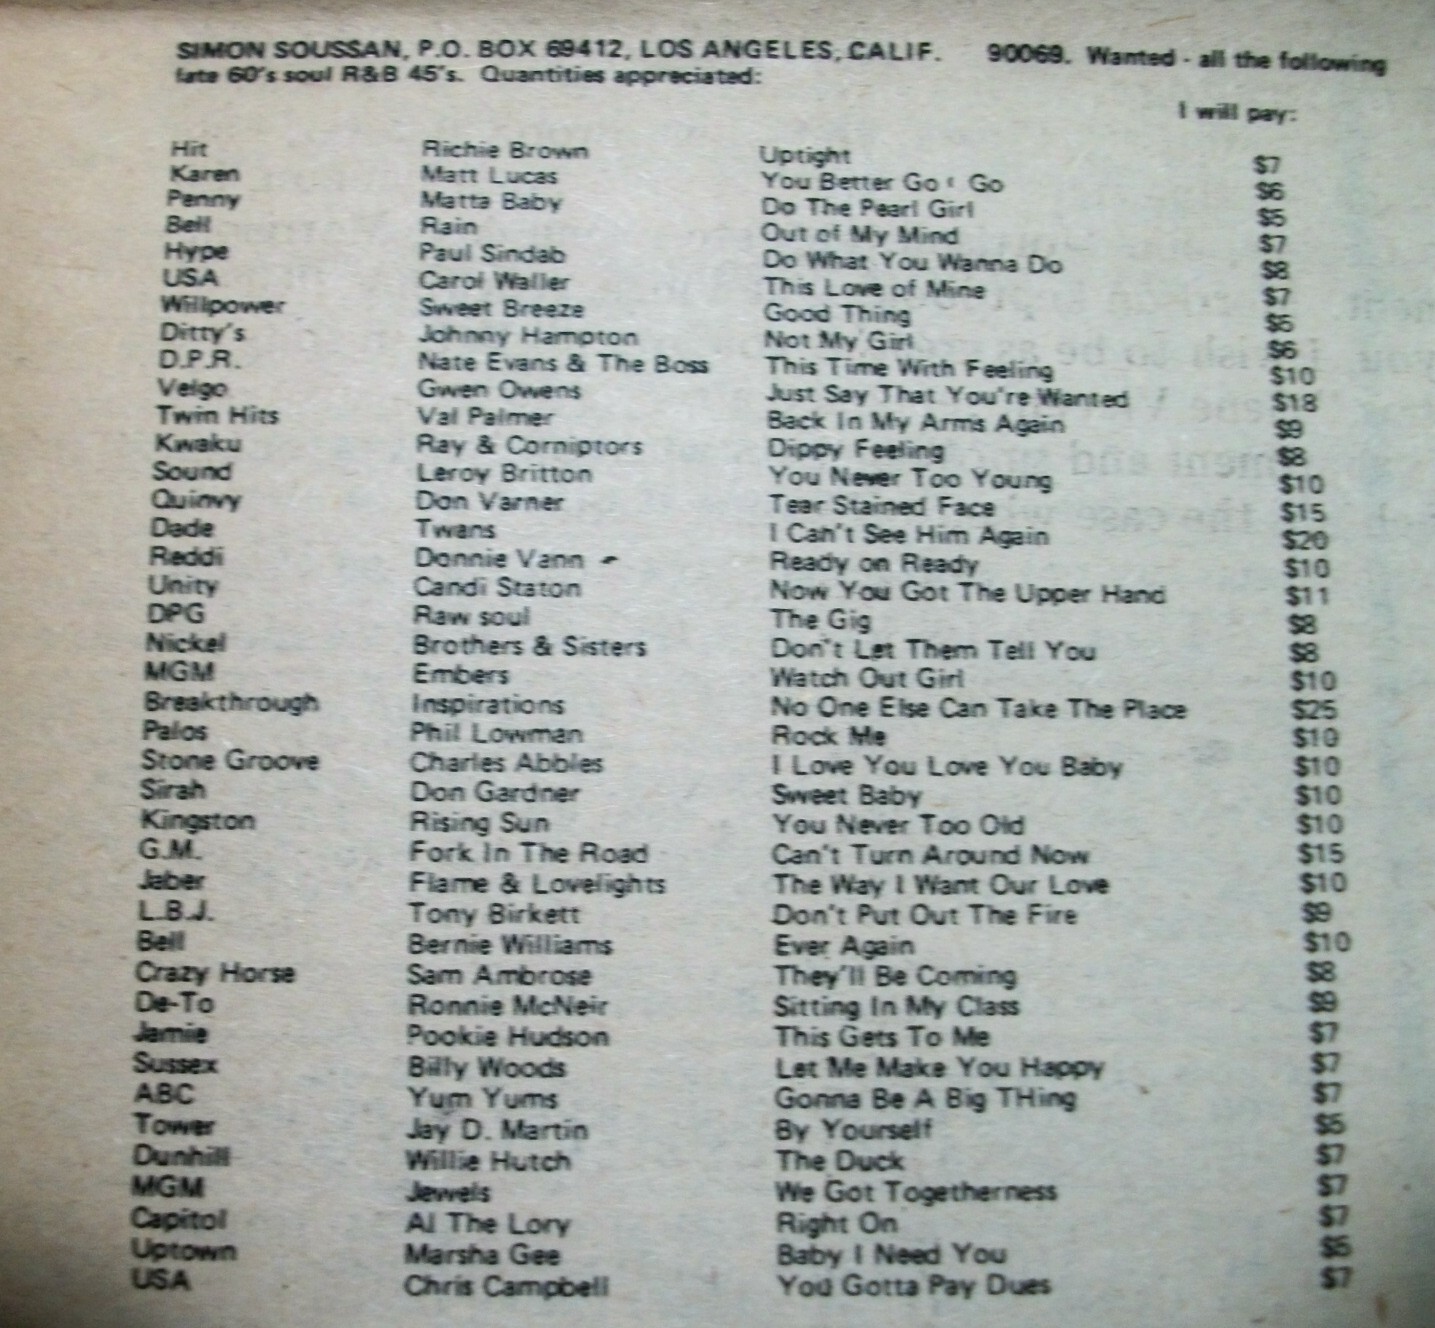 SIMON SOUSSAN, P.O. BOX 69412, LOS ANGELES, CALIF. 90069. Wanted - all the following
late 60's soul R&B 45's. Quantities appreciated:
I will pay:
Hit Richie Brown Uptight $7
Karen Matt Lucas You Better Go Go $6
Penny Matta Baby Do The Pearl Girl $5
Bell Rain Out of My Mind $7
Hype Paul Sindab Do What You Wanna Do $8
USA Carol Waller This Love of Mine $7
Willpower Sweet Breeze Good Thing
Ditty's Johnny Hampton Not My Girl $6
D.P.R. Nate Evans & The Boss This Time With Feeling $10
Velgo Gwen Owens Just Say That You're Wanted $18
Twin Hits Val Palmer Back In My Arms Again $9
Kwaku Ray & Corniptors Dippy Feeling $8
Sound Leroy Britton You Never Too Young $10
Quinvy Don Varner Tear Stained Face $15
Dade Twans I Can't See Him Again $20
Reddi Donnie Vann - Ready on Ready $10
Unity Candi Staton Now You Got The Upper Hand $11
DPG Raw soul The Gig $8
Nickel Brothers & Sisters Don't Let Them Tell You $8
MGM Embers Watch Out Girl $10
Breakthrough Inspirations No One Else Can Take The Place $25
Palos Phil Lowman Rock Me $10
Stone Groove Charles Abbles I Love You Love You Baby $10
Sirah Don Gardner Sweet Baby $10
Kingston Rising Sun You Never Too Old $10
G.M. Fork In The Road Can't Turn Around Now $15
Jaber Flame & Lovelights The Way I Want Our Love $10
L.B.J. Tony Birkett Don't Put Out The Fire $9
Bell Bernie Williams Ever Again $10
Crazy Horse Sam Ambrose They'll Be Coming $8
De-To Ronnie McNeir Sitting In My Class $9
Jamie Pookie Hudson This Gets To Me $7
Sussex Billy Woods Let Me Make You Happy $7
ABC Yum Yums Gonna Be A Big THing $7
Tower Jay D. Martin By Yourself
Dunhill Willie Hutch The Duck $7
MGM Jewels We Got Togetherness $7
Capitol Al The Lory Right On $7
Uptown Marsha Gee Baby I Need You
USA Chris Campbell You Gotta Pay Dues $7